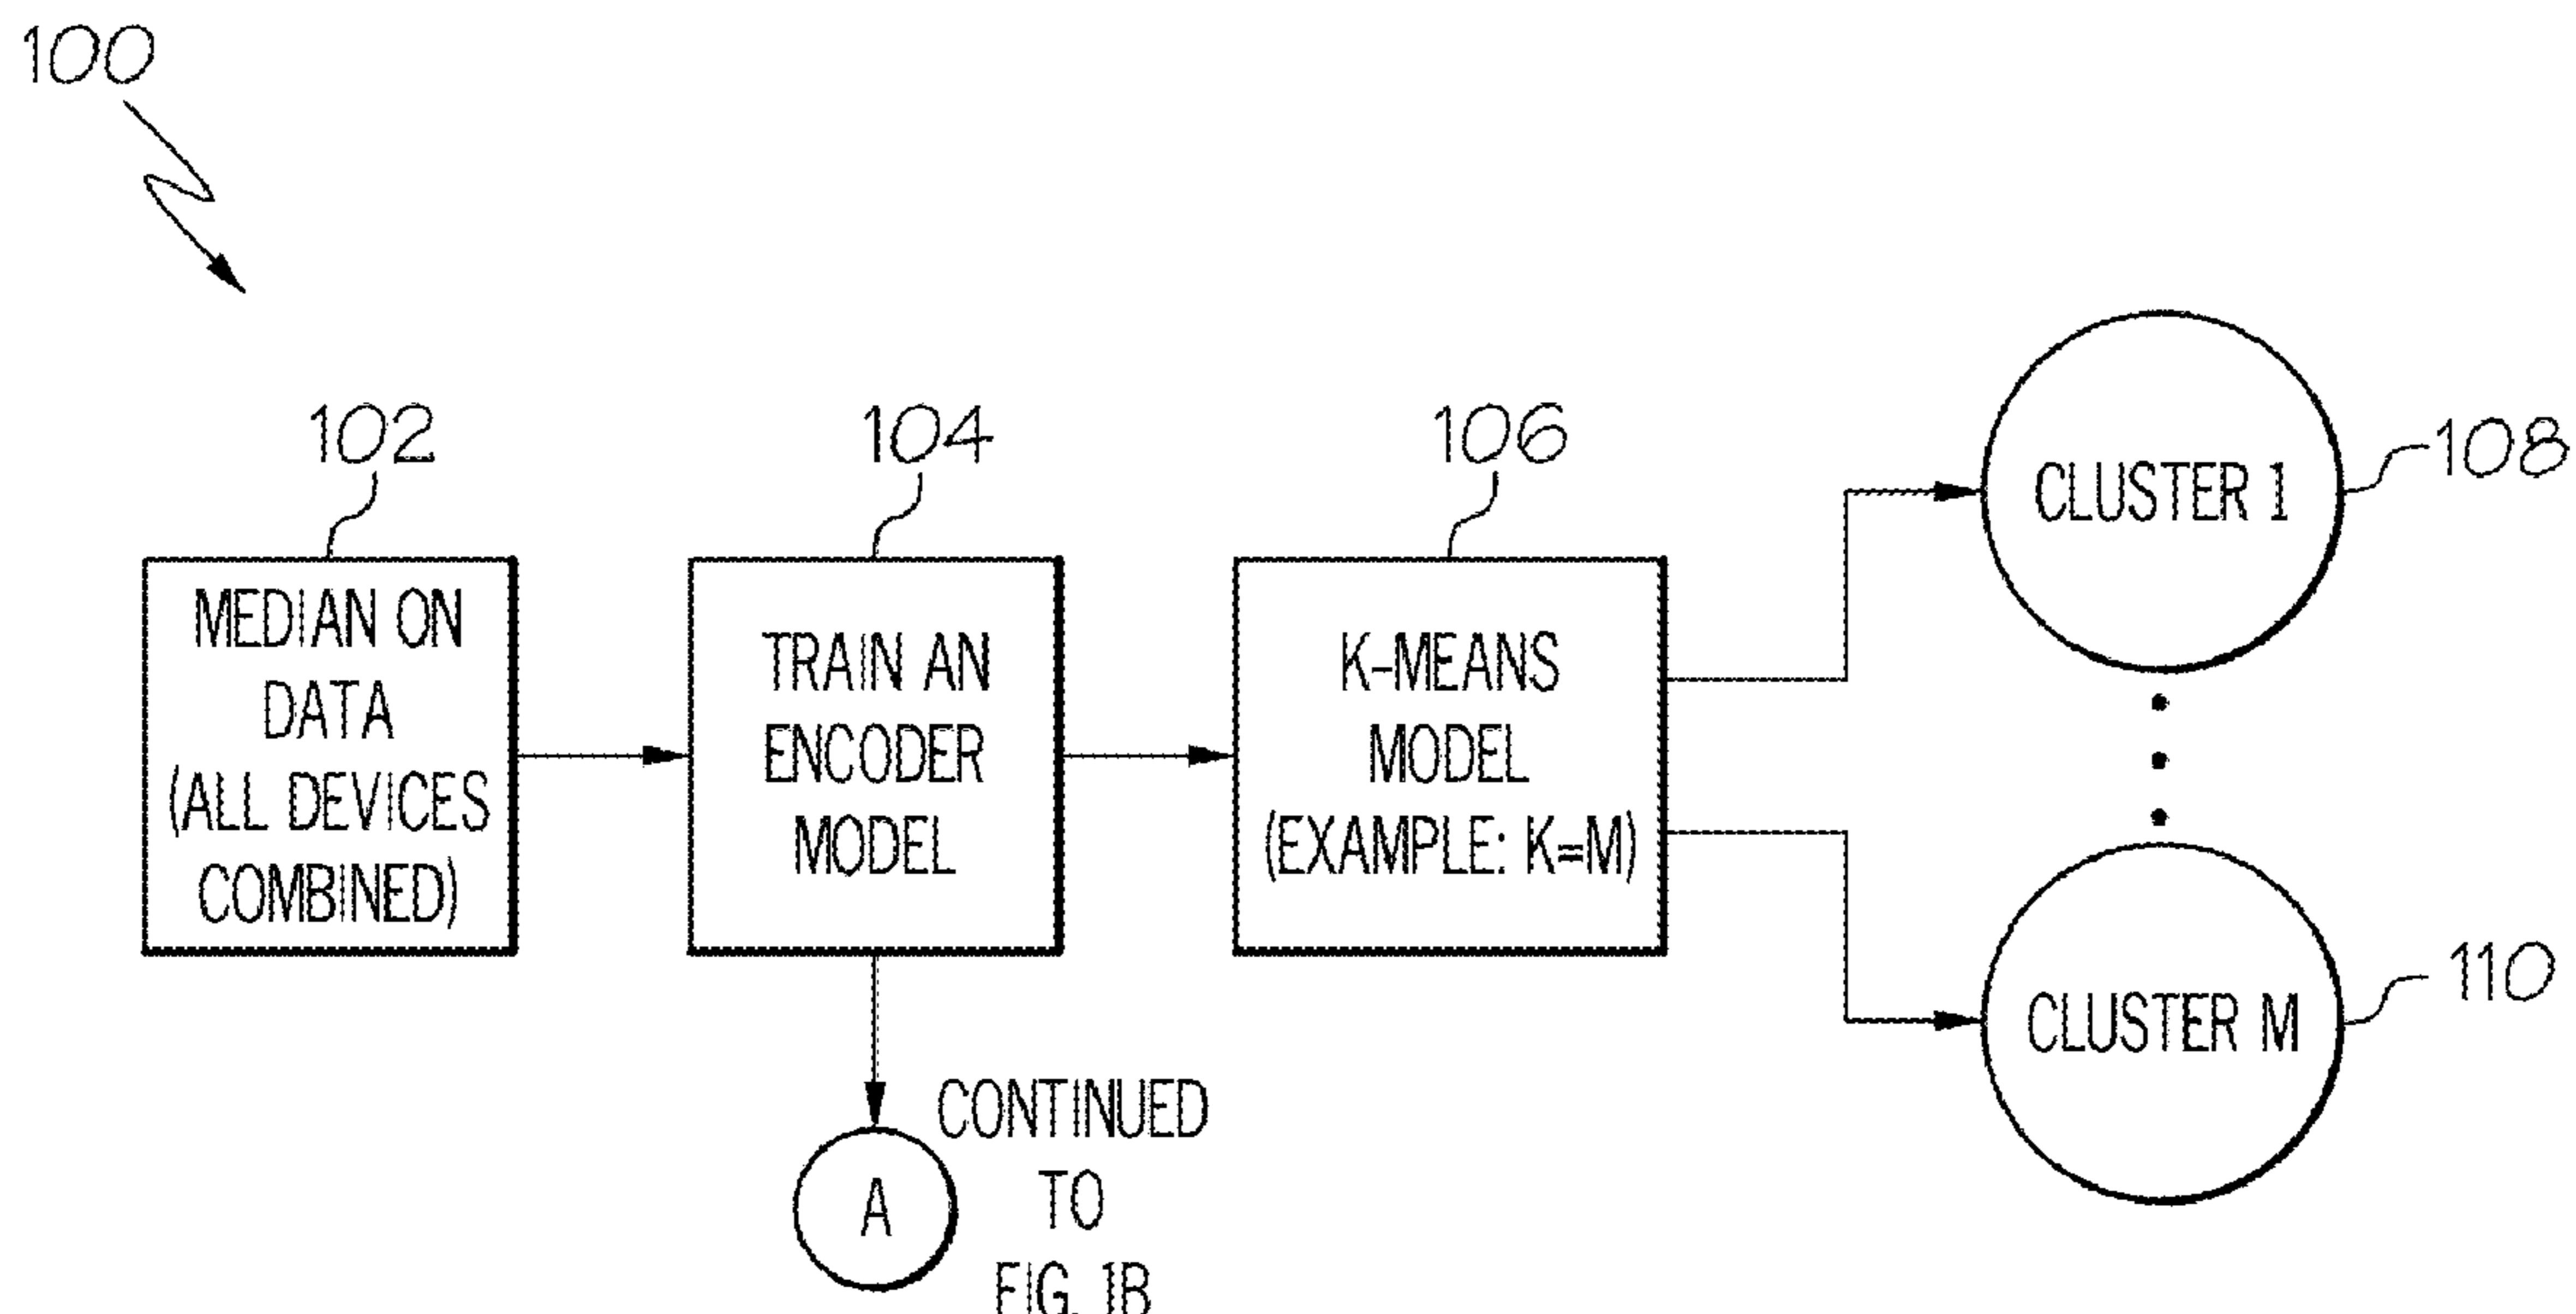 100
102
104
106
108
MEDIAN ON
DATA
(ALL DEVICES
COMBINED)
TRAIN AN
ENCODER
MODEL
K-MEANS
MODEL
(EXAMPLE: K=M)
CLUSTER 1
CLUSTER M
110
A
CONTINUED
TO
FIG. 1B